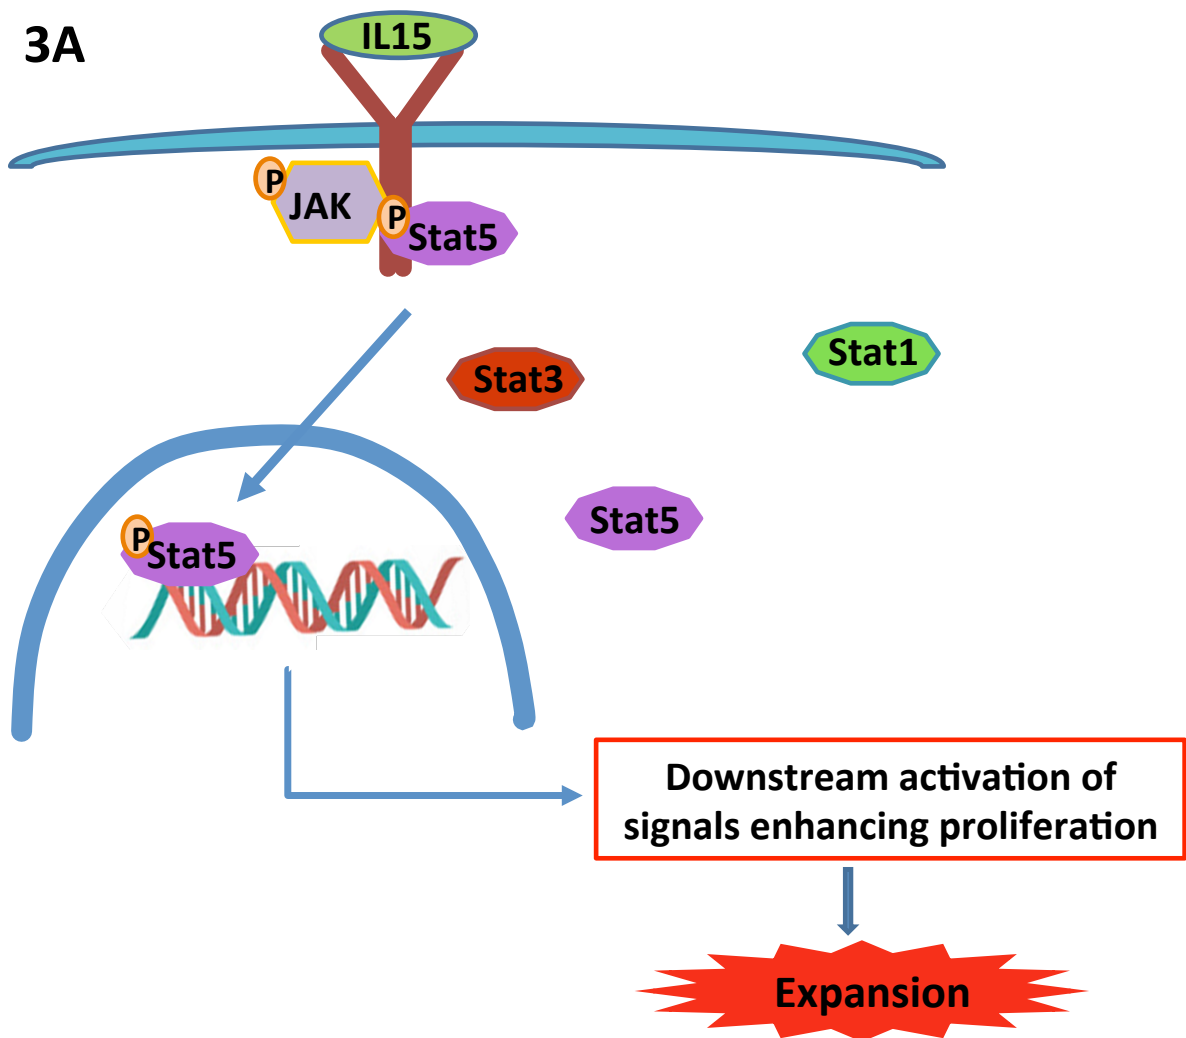 3A
IL15
P
JAK
P
Stat5
Stat3
Stat1
Stat5
P
Stat5
Downstream activation of
signals enhancing proliferation
Expansion